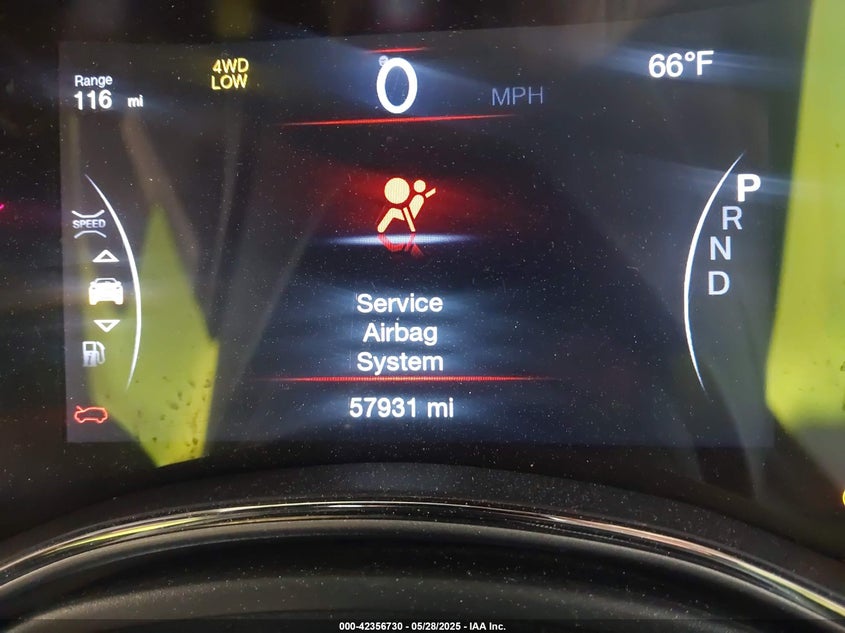 Range
116 mi
4WD
LOW
0
MPH
66°F
SPEED
P
R
N
D
Service
Airbag
System
57931 mi
000-42356730 - 05/28/2025 - IAA Inc.